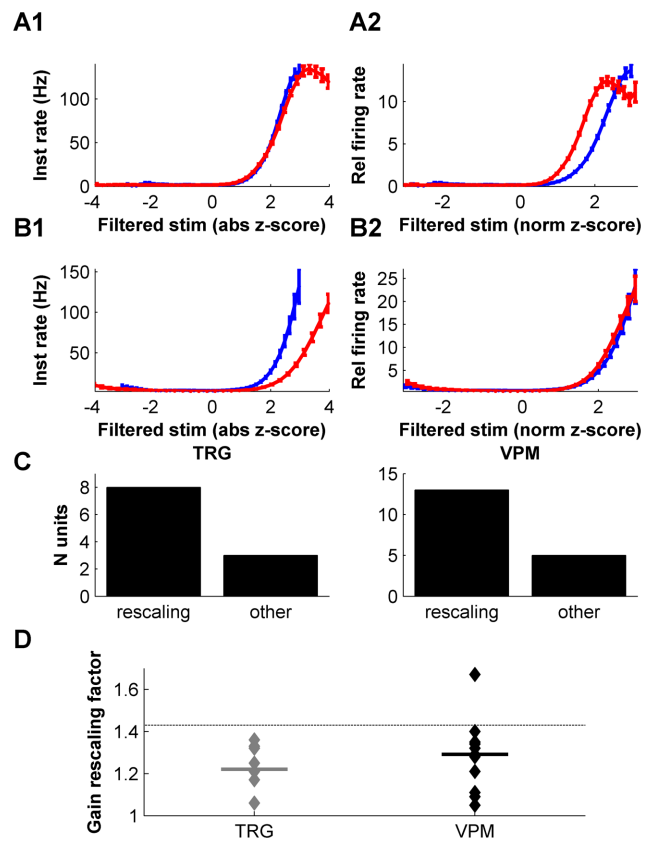 A1
A2
Inst rate (Hz)
100
50
0
-4
-2
0
2
4
Filtered stim (abs z-score)
Rel firing rate
10
5
0
-2
0
2
Filtered stim (norm z-score)
B1
B2
Inst rate (Hz)
150
100
50
-4
-2
0
2
4
Filtered stim (abs z-score)
Rel firing rate
25
20
15
10
5
-2
0
2
Filtered stim (norm z-score)
C
TRG
VPM
N units
8
6
4
2
0
rescaling
other
15
10
5
0
rescaling
other
D
Gain rescaling factor
1.6
1.4
1.2
1
TRG
VPM